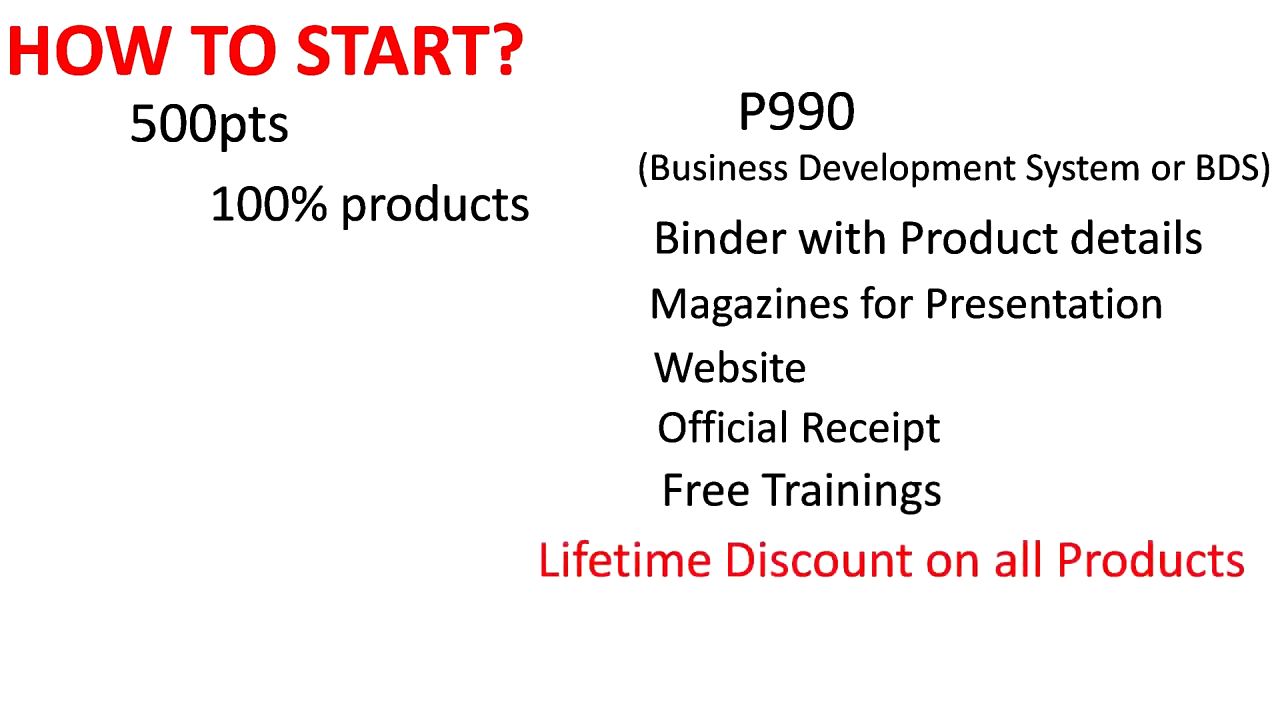 HOW TO START?
500pts
100% products
P990
(Business Development System or BDS)
Binder with Product details
Magazines for Presentation
Website
Official Receipt
Free Trainings
Lifetime Discount on all Products